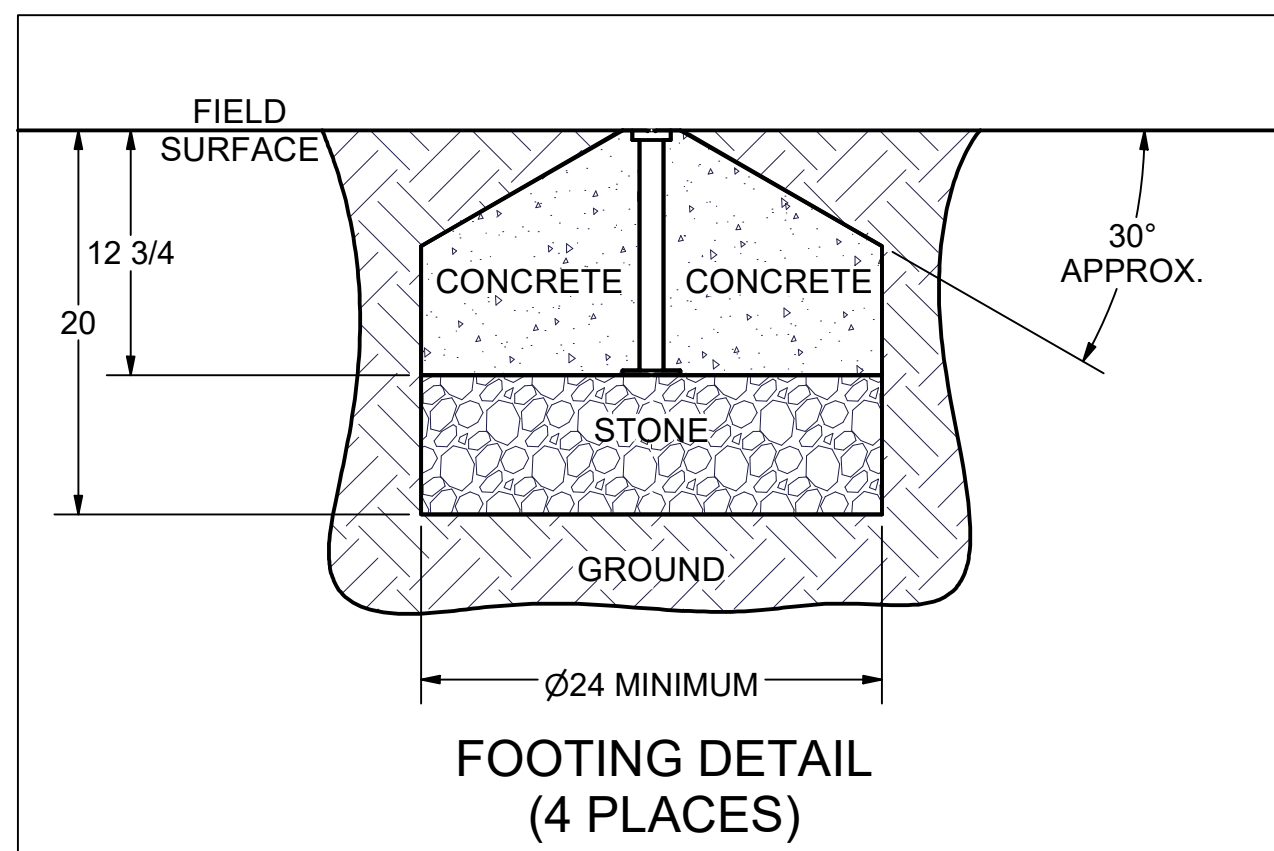 FIELD
SURFACE
12 3/4
20
30°
APPROX.
CONCRETE CONCRETE
STONE
GROUND
Ø24 MINIMUM
FOOTING DETAIL
(4 PLACES)